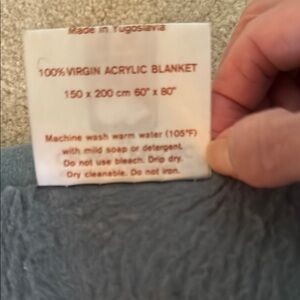 Made in Yugoslavia
100% VIRGIN ACRYLIC BLANKET
150 x 200 cm 60" x 80"
Machine wash warm water (105°F)
with mild soap or detergent.
Do not use bleach. Drip dry.
Dry cleanable. Do not iron.